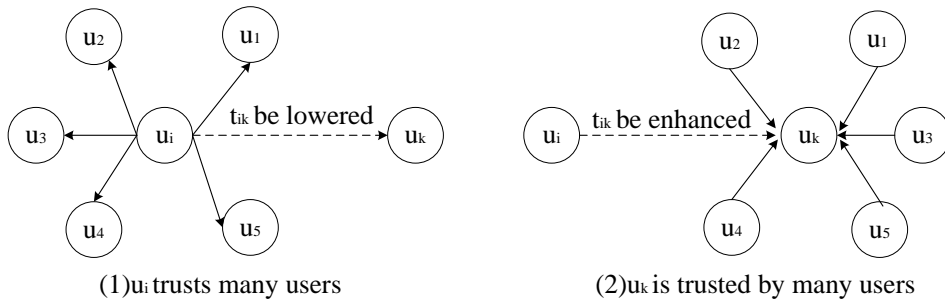 u2
u1
u3
ui
tik be lowered
uk
u4
u5
(1)ui trusts many users
u2
u1
ui
tik be enhanced
uk
u3
u4
u5
(2)uk is trusted by many users